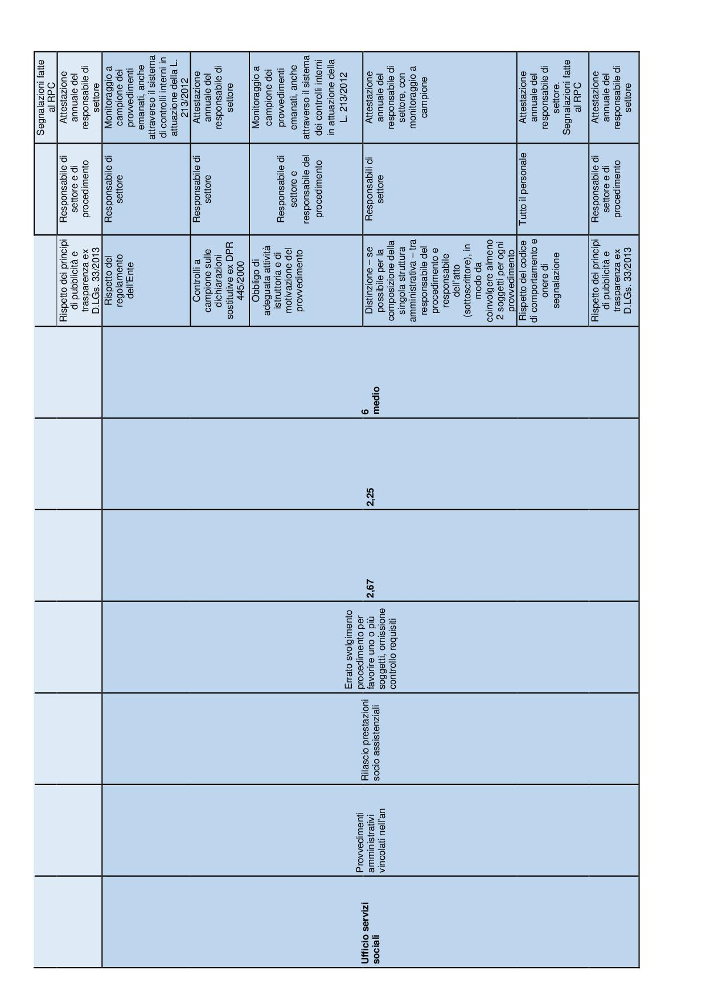 Segnalazioni fatte
al RPC
Rispetto dei principi
di pubblicità e
trasparenza ex
D.LGs. 33/2013
Responsabile di
settore e di
procedimento
Attestazione
annuale del
responsabile di
settore
Ufficio servizi
sociali
Provvedimenti
amministrativi
vincolati nell'an
Rilascio prestazioni
socio assistenziali
Errato svolgimento
procedimento per
favorire uno o più
soggetti, omissione
controllo requisiti
2,67
2,25
6
medio
Rispetto del
regolamento
dell'Ente
Responsabile di
settore
Monitoraggio a
campione dei
provvedimenti
emanati, anche
attraverso il sistema
di controlli interni in
attuazione della L.
213/2012
Controlli a
campione sulle
dichiarazioni
sostitutive ex DPR
445/2000
Responsabile di
settore
Attestazione
annuale del
responsabile di
settore
Obbligo di
adeguata attività
istruttoria e di
motivazione del
provvedimento
Responsabile di
settore e
responsabile del
procedimento
Monitoraggio a
campione dei
provvedimenti
emanati, anche
attraverso il sistema
dei controlli interni
in attuazione della
L. 213/2012
Distinzione – se
possibile per la
composizione della
singola struttura
amministrativa – tra
responsabile del
procedimento e
responsabile
dell'atto
(sottoscrittore), in
modo da
coinvolgere almeno
2 soggetti per ogni
provvedimento
Responsabili di
settore
Attestazione
annuale del
responsabile di
settore, con
monitoraggio a
campione
Rispetto del codice
di comportamento e
onere di
segnalazione
Tutto il personale
Attestazione
annuale del
responsabile di
settore.
Segnalazioni fatte
al RPC
Rispetto dei principi
di pubblicità e
trasparenza ex
D.LGs. 33/2013
Responsabile di
settore e di
procedimento
Attestazione
annuale del
responsabile di
settore